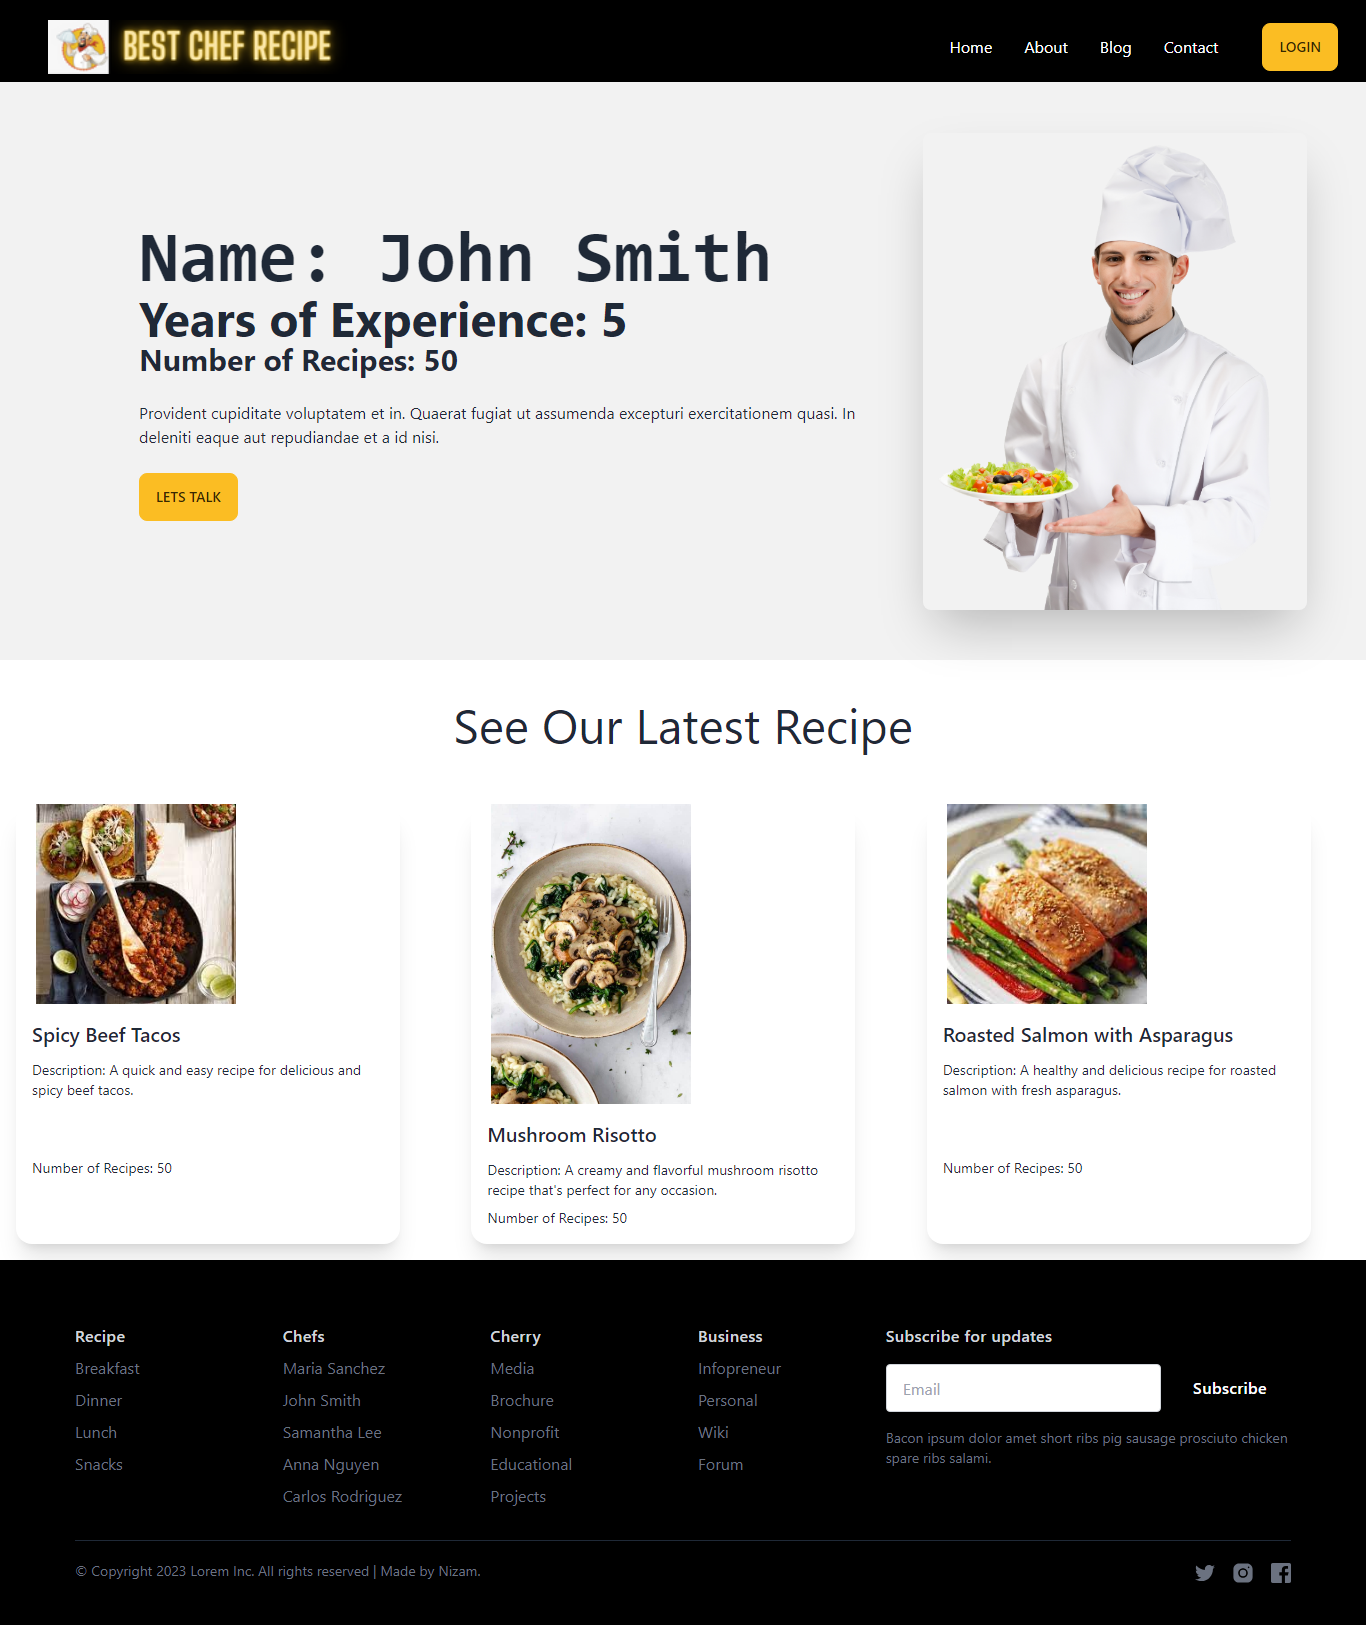 BEST CHEF RECIPE
Home About Blog Contact LOGIN
Name: John Smith
Years of Experience: 5
Number of Recipes: 50
Provident cupiditate voluptatem et in. Quaerat fugiat ut assumenda excepturi exercitationem quasi. In
deleniti eaque aut repudiandae et a id nisi.
LETS TALK
See Our Latest Recipe
Spicy Beef Tacos
Description: A quick and easy recipe for delicious and
spicy beef tacos.
Number of Recipes: 50
Mushroom Risotto
Description: A creamy and flavorful mushroom risotto
recipe that's perfect for any occasion.
Number of Recipes: 50
Roasted Salmon with Asparagus
Description: A healthy and delicious recipe for roasted
salmon with fresh asparagus.
Number of Recipes: 50
Recipe
Breakfast
Dinner
Lunch
Snacks
Chefs
Maria Sanchez
John Smith
Samantha Lee
Anna Nguyen
Carlos Rodriguez
Cherry
Media
Brochure
Nonprofit
Educational
Projects
Business
Infopreneur
Personal
Wiki
Forum
Subscribe for updates
Email
Subscribe
Bacon ipsum dolor amet short ribs pig sausage prosciuto chicken
spare ribs salami.
© Copyright 2023 Lorem Inc. All rights reserved | Made by Nizam.